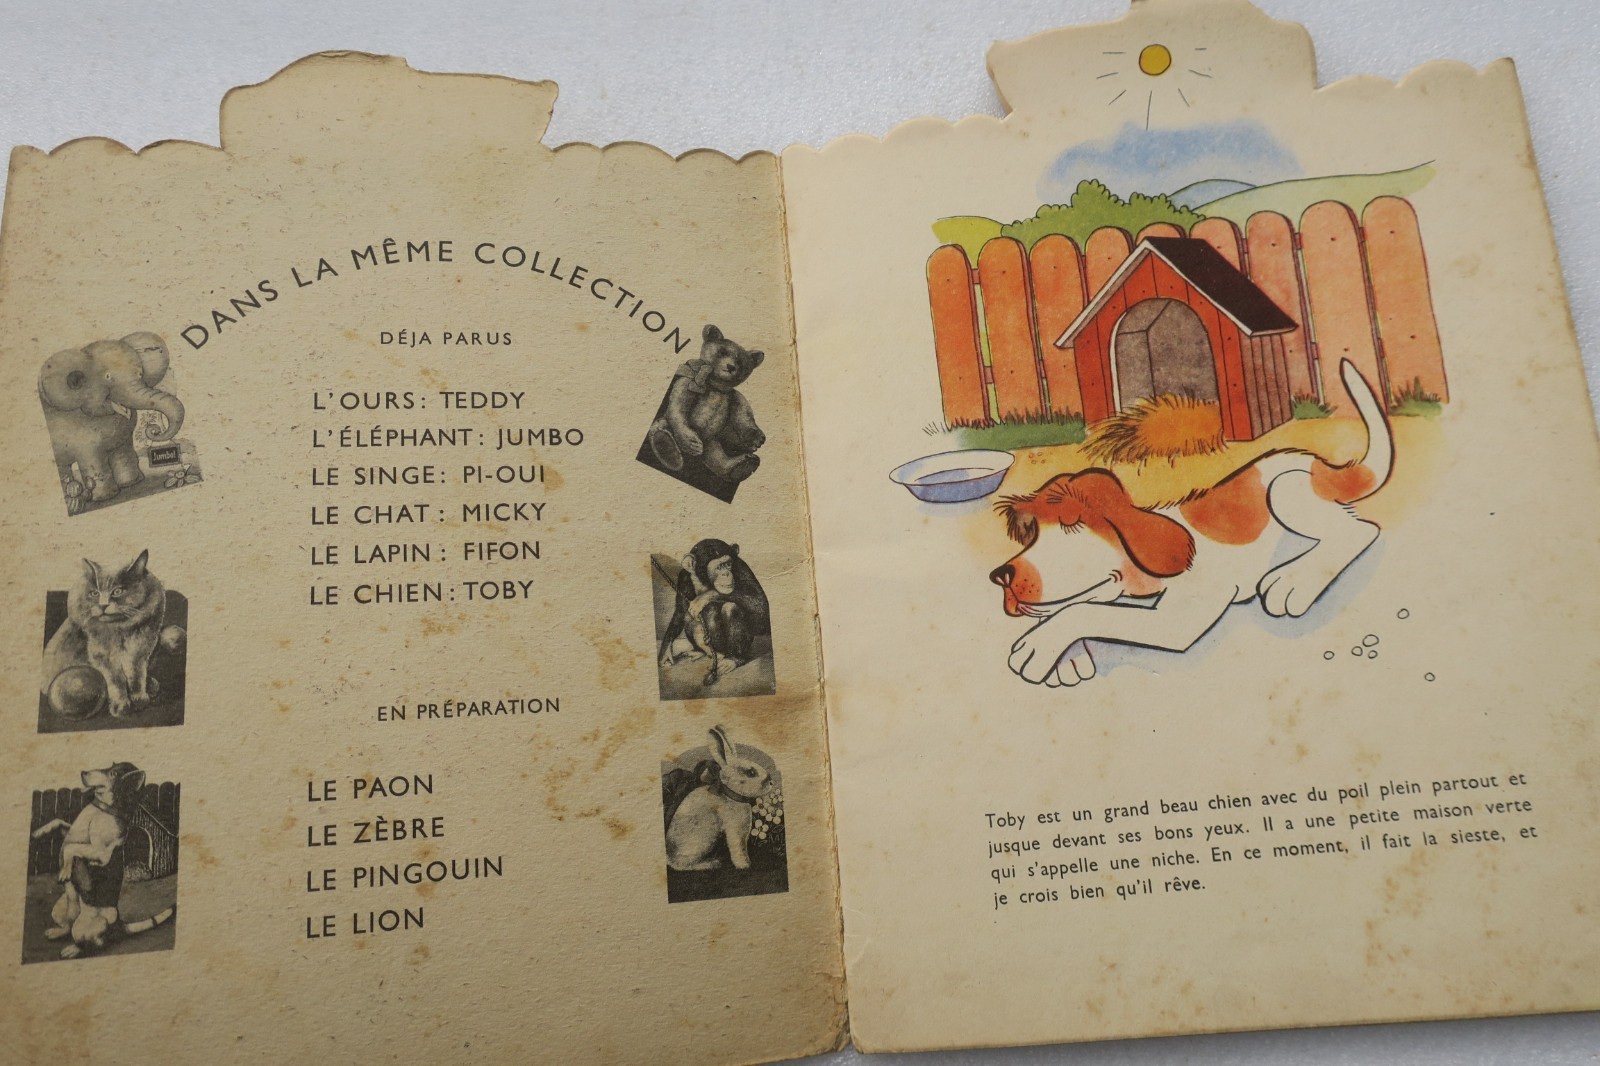 DANS LA MÊME COLLECTION
DÉJA PARUS
L'OURS: TEDDY
L'ÉLÉPHANT: JUMBO
LE SINGE: PI-OUI
LE CHAT: MICKY
LE LAPIN: FIFON
LE CHIEN: TOBY
EN PRÉPARATION
LE PAON
LE ZÈBRE
LE PINGOUIN
LE LION
Jumbo!
Toby est un grand beau chien avec du poil plein partout et
jusque devant ses bons yeux. Il a une petite maison verte
qui s'appelle une niche. En ce moment, il fait la sieste, et
je crois bien qu'il rêve.